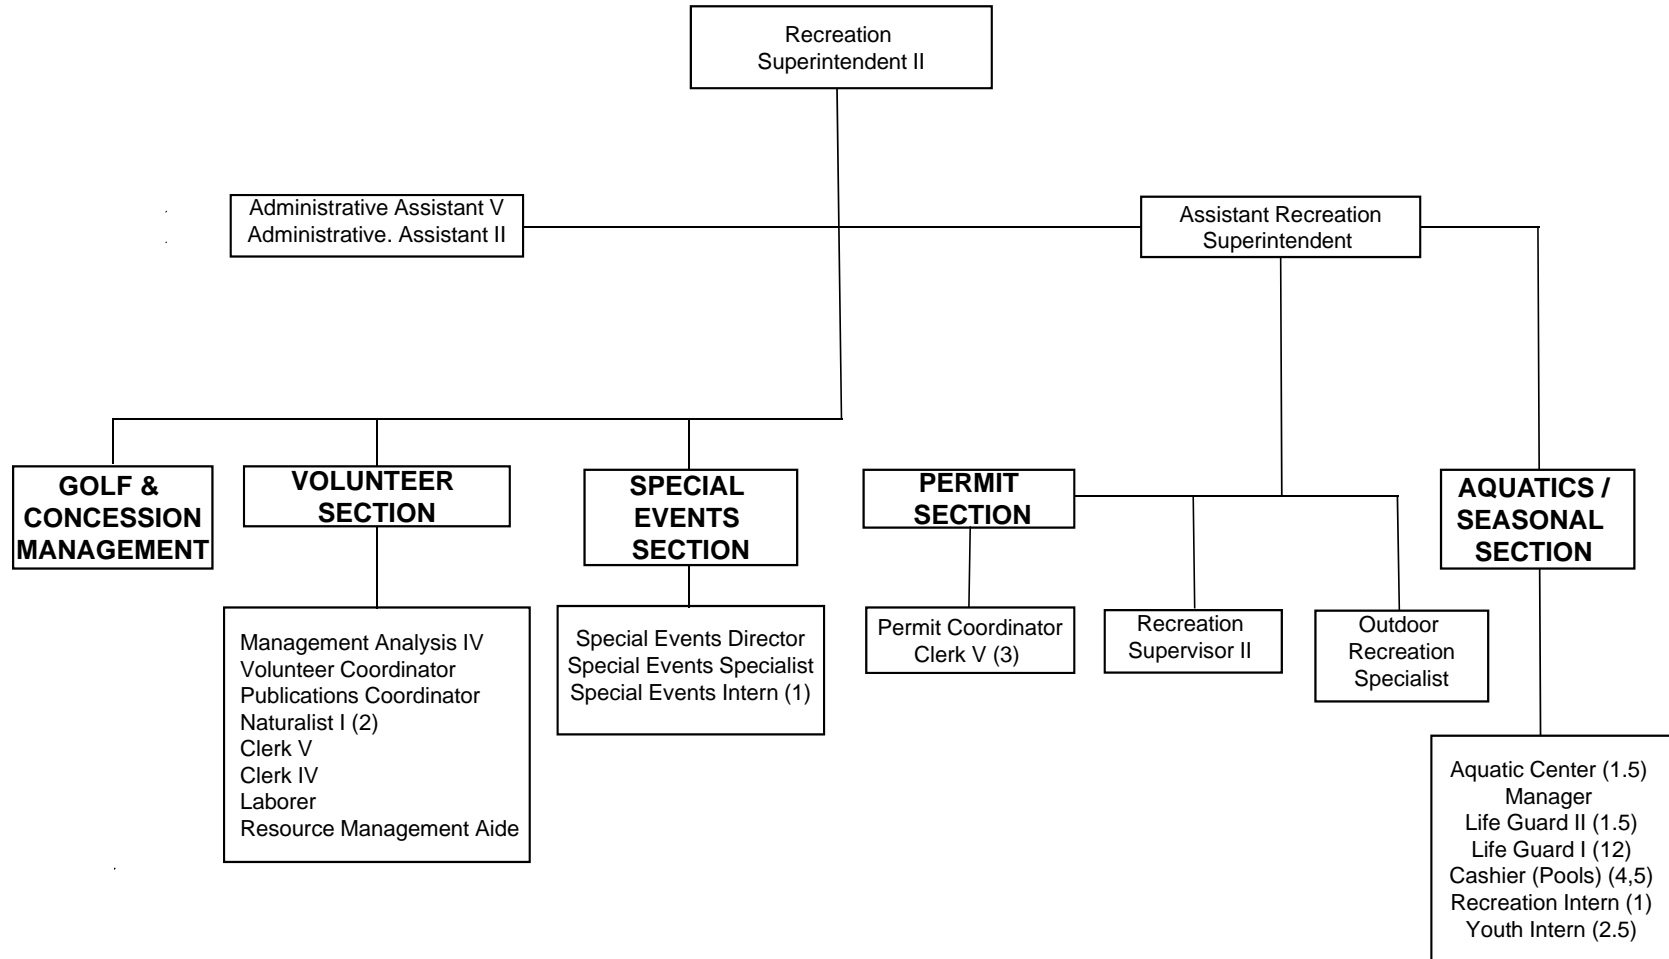 Recreation
Superintendent II
Administrative Assistant V
Administrative. Assistant II
Assistant Recreation
Superintendent
GOLF &
CONCESSION
MANAGEMENT
VOLUNTEER
SECTION
SPECIAL
EVENTS
SECTION
PERMIT
SECTION
AQUATICS /
SEASONAL
SECTION
Management Analysis IV
Volunteer Coordinator
Publications Coordinator
Naturalist I (2)
Clerk V
Clerk IV
Laborer
Resource Management Aide
Special Events Director
Special Events Specialist
Special Events Intern (1)
Permit Coordinator
Clerk V (3)
Recreation
Supervisor II
Outdoor
Recreation
Specialist
Aquatic Center (1.5)
Manager
Life Guard II (1.5)
Life Guard I (12)
Cashier (Pools) (4,5)
Recreation Intern (1)
Youth Intern (2.5)